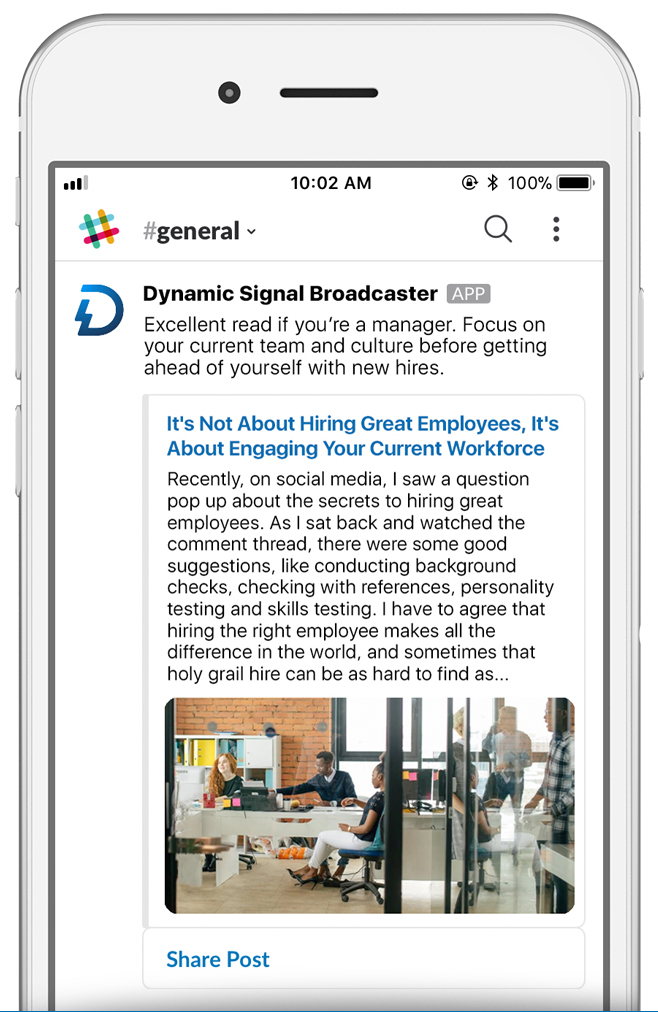 10:02 AM
100%
#general
Dynamic Signal Broadcaster APP
Excellent read if you’re a manager. Focus on
your current team and culture before getting
ahead of yourself with new hires.
It's Not About Hiring Great Employees, It's
About Engaging Your Current Workforce
Recently, on social media, I saw a question
pop up about the secrets to hiring great
employees. As I sat back and watched the
comment thread, there were some good
suggestions, like conducting background
checks, checking with references, personality
testing and skills testing. I have to agree that
hiring the right employee makes all the
difference in the world, and sometimes that
holy grail hire can be as hard to find as...
Share Post